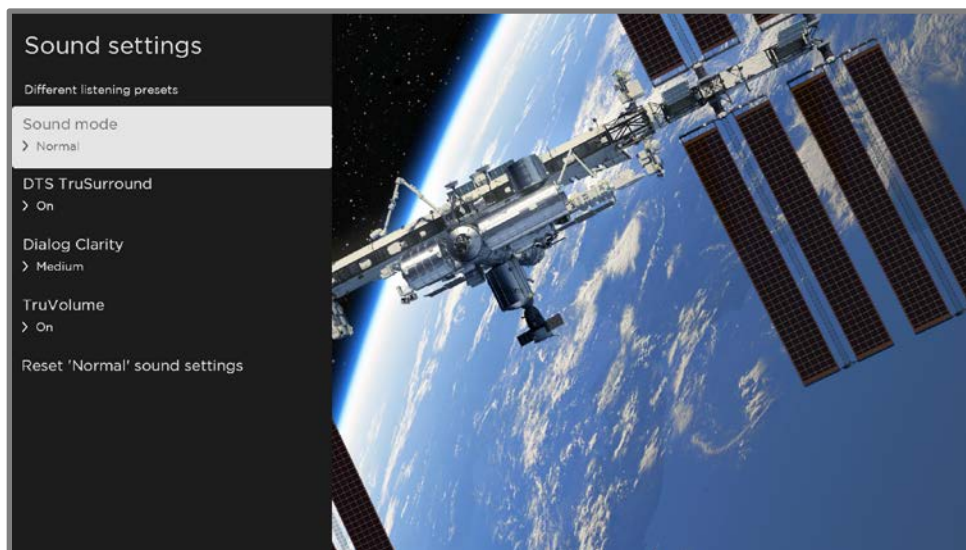 Sound settings
Different listening presets
Sound mode
Normal
DTS TruSurround
On
Dialog Clarity
Medium
TruVolume
On
Reset 'Normal' sound settings